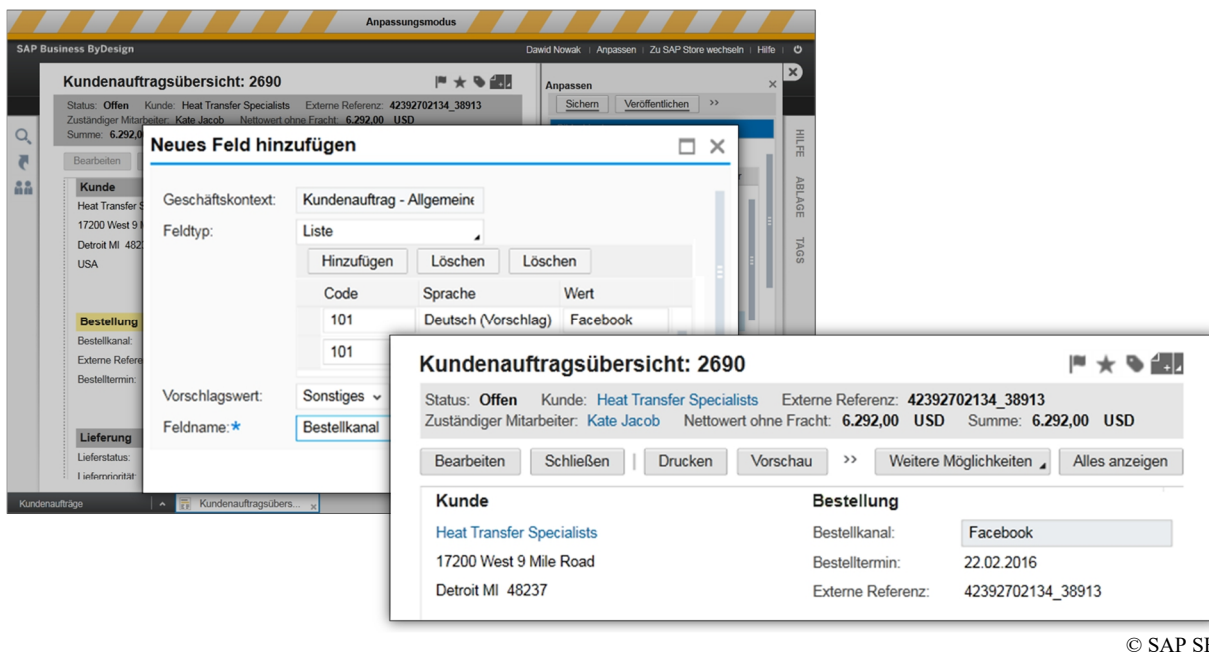 Anpassungsmodus
SAP Business ByDesign
Dawid Nowak | Anpassen | Zu SAP Store wechseln | Hilfe
Kundenauftragsübersicht: 2690
Status: Offen Kunde: Heat Transfer Specialists Externe Referenz: 42392702134_38913
Zuständiger Mitarbeiter: Kate Jacob Nettowert ohne Fracht: 6.292,00 USD
Summe: 6.292,0
Bearbeiten
Anpassen
Sichern Veröffentlichen >>
HILFE
ABLAGE
TAGS
Kunde
Heat Transfer S
17200 West 9 M
Detroit MI 482
USA
Bestellung
Bestellkanal:
Externe Refere
Bestelltermin:
Lieferung
Lieferstatus:
Lieferpriorität:
Kundenaufträge
Kundenauftragsübers... x
Neues Feld hinzufügen
Geschäftskontext: Kundenauftrag - Allgemeine
Feldtyp: Liste
Hinzufügen Löschen Löschen
Code Sprache Wert
101 Deutsch (Vorschlag) Facebook
101
Vorschlagswert: Sonstiges
Feldname:* Bestellkanal
Kundenauftragsübersicht: 2690
Status: Offen Kunde: Heat Transfer Specialists Externe Referenz: 42392702134_38913
Zuständiger Mitarbeiter: Kate Jacob Nettowert ohne Fracht: 6.292,00 USD Summe: 6.292,00 USD
Bearbeiten Schließen | Drucken Vorschau >> Weitere Möglichkeiten Alles anzeigen
Kunde Bestellung
Heat Transfer Specialists Bestellkanal: Facebook
17200 West 9 Mile Road Bestelltermin: 22.02.2016
Detroit MI 48237 Externe Referenz: 42392702134_38913
© SAP SE